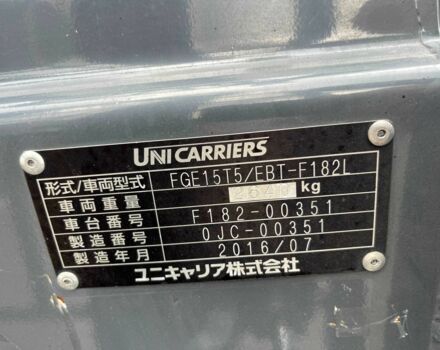 UNICARRIERS
形式/車両型式 FGE15T5/EBT-F182L
車両重量 kg
車台番号 F182-00351
製造番号 0JC-00351
製造年月 2016/07
ユニキャリア株式会社